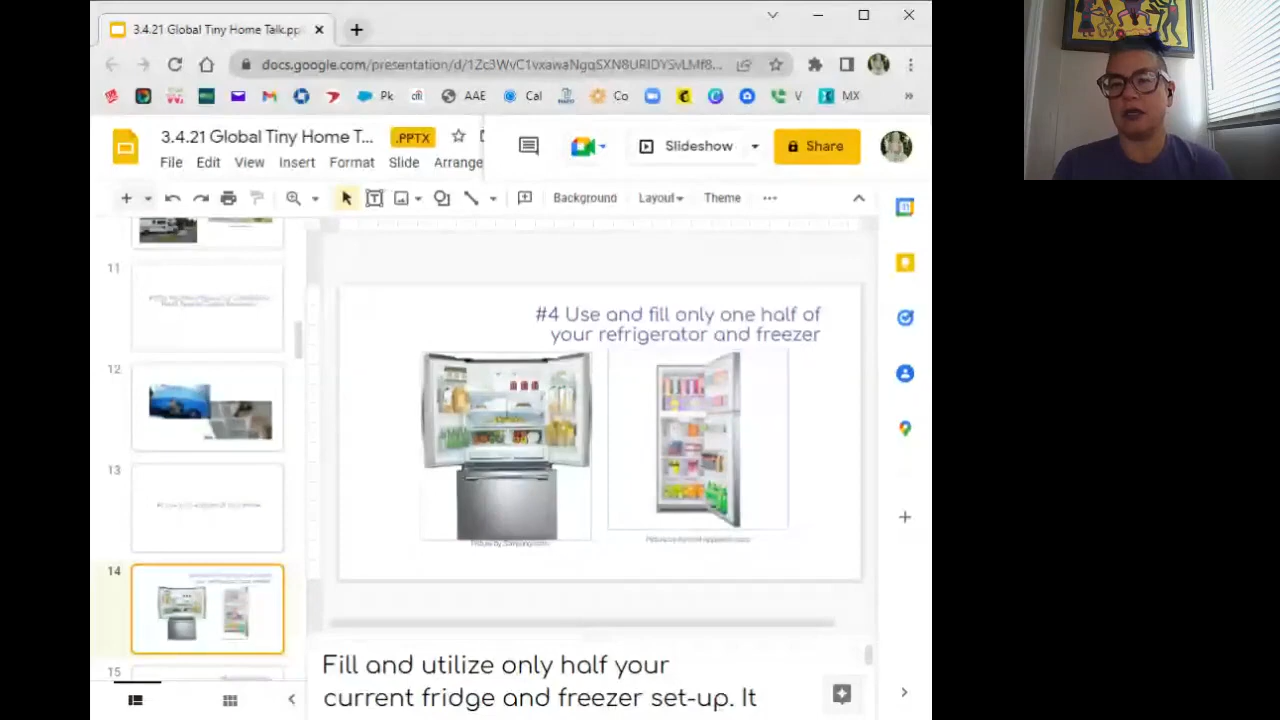 3.4.21 Global Tiny Home Talk.pp
docs.google.com/presentation/d/1Zc3WvC1vxawaNgqSXN8URIDYSvLMf8...
Pk
citi
AAE
Cal
Co
V
MX
»
3.4.21 Global Tiny Home T...
.PPTX
File Edit View Insert Format Slide Arrange
Slideshow
Share
Background Layout Theme
11
12
13
14
15
#4 Use and fill only one half of
your refrigerator and freezer
Fill and utilize only half your
current fridge and freezer set-up. It